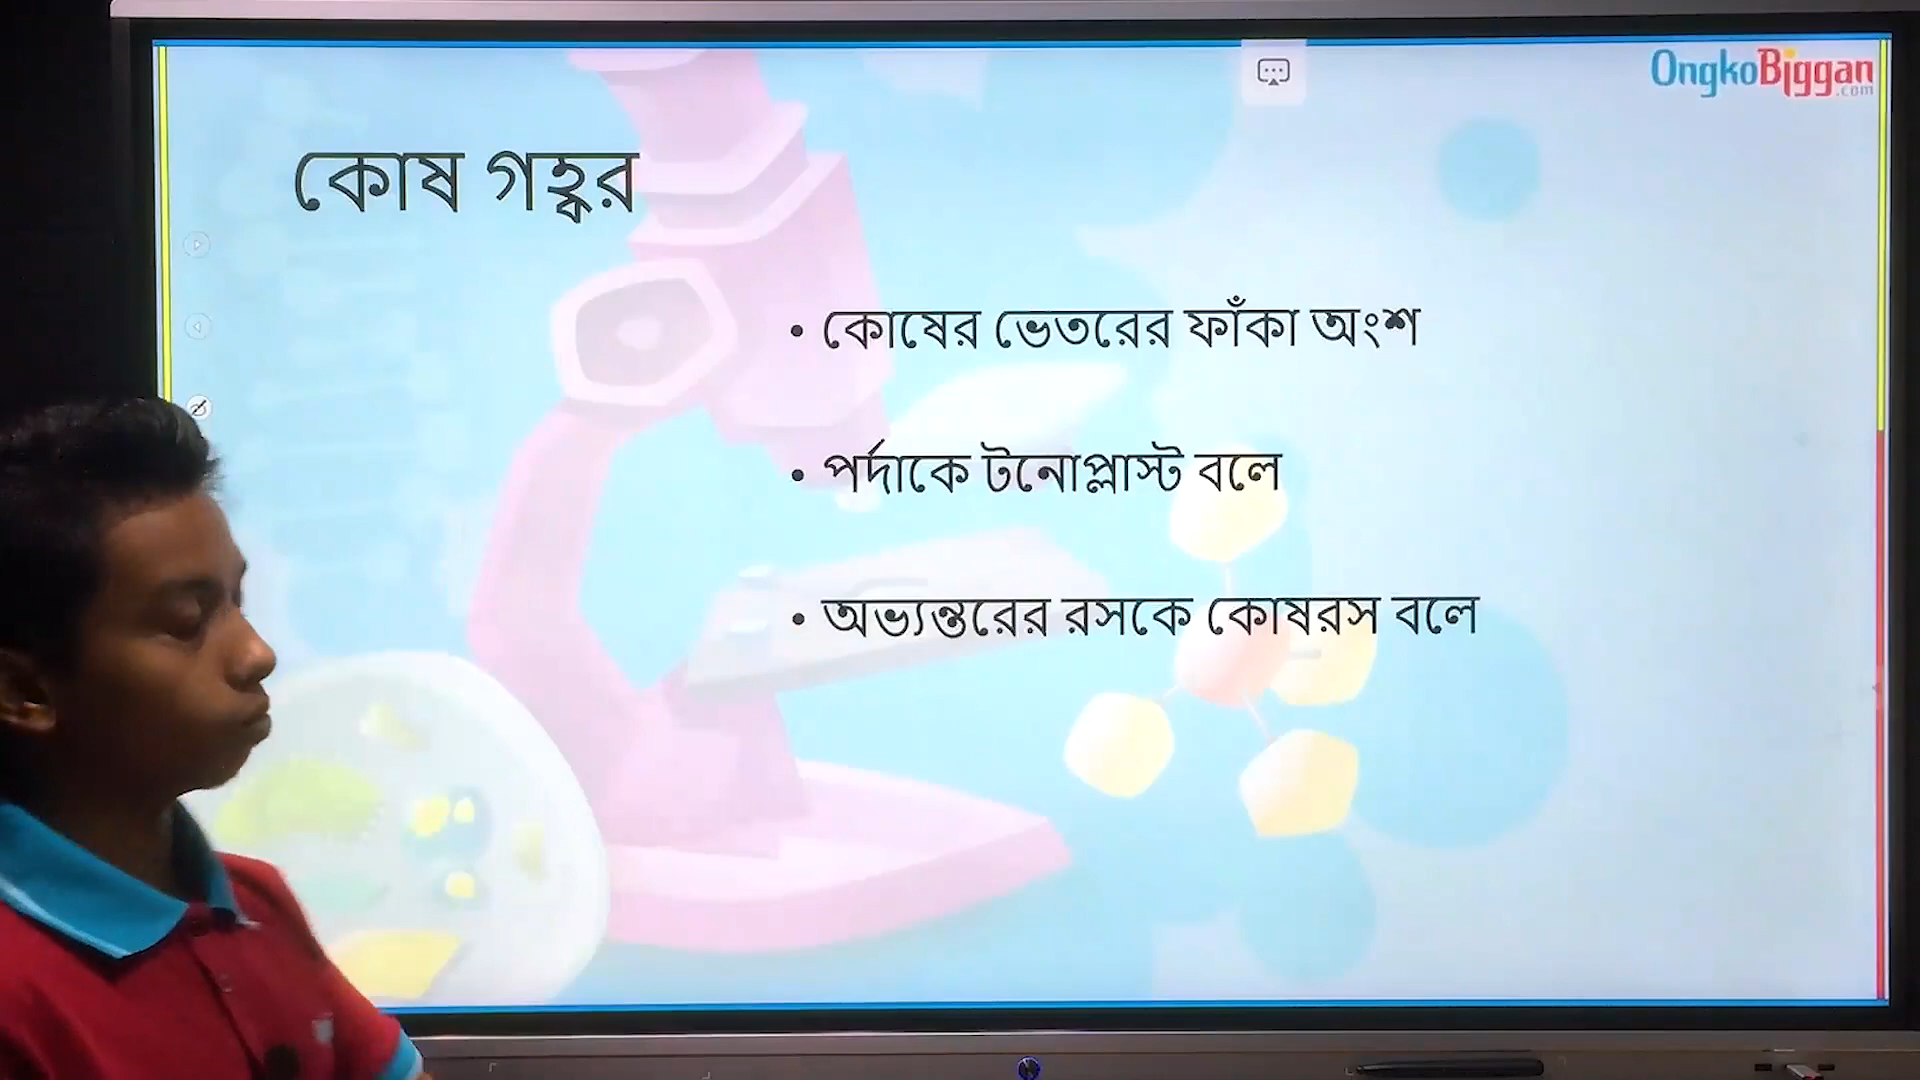 OngkoBiggan
.com
কোষ গহ্বর
• কোষের ভেতরের ফাঁকা অংশ
• পর্দাকে টনোপ্লাস্ট বলে
• অভ্যন্তরের রসকে কোষরস বলে